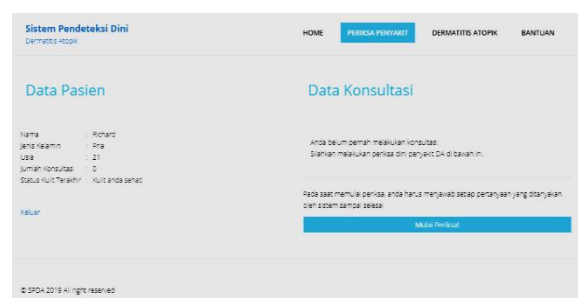 Sistem Pendeteksi Dini
Dermatitis Atopik
HOME
PERIKSA PENYAKIT
DERMATITIS ATOPIK
BANTUAN
Data Pasien
Nama : Richard
Jenis Kelamin : Pria
Usia : 21
Jumlah Konsultasi : 0
Status Kulit Terakhir : Kulit anda sehat!
Keluar
Data Konsultasi
Anda belum pernah melakukan konsultasi.
Silahkan melakukan periksa dini penyakit DA di bawah ini.
Pada saat memulai periksa, anda harus menjawab setiap pertanyaan yang ditanyakan
oleh sistem sampai selesai
Mulai Periksa!
© SPDA 2019 All right reserved